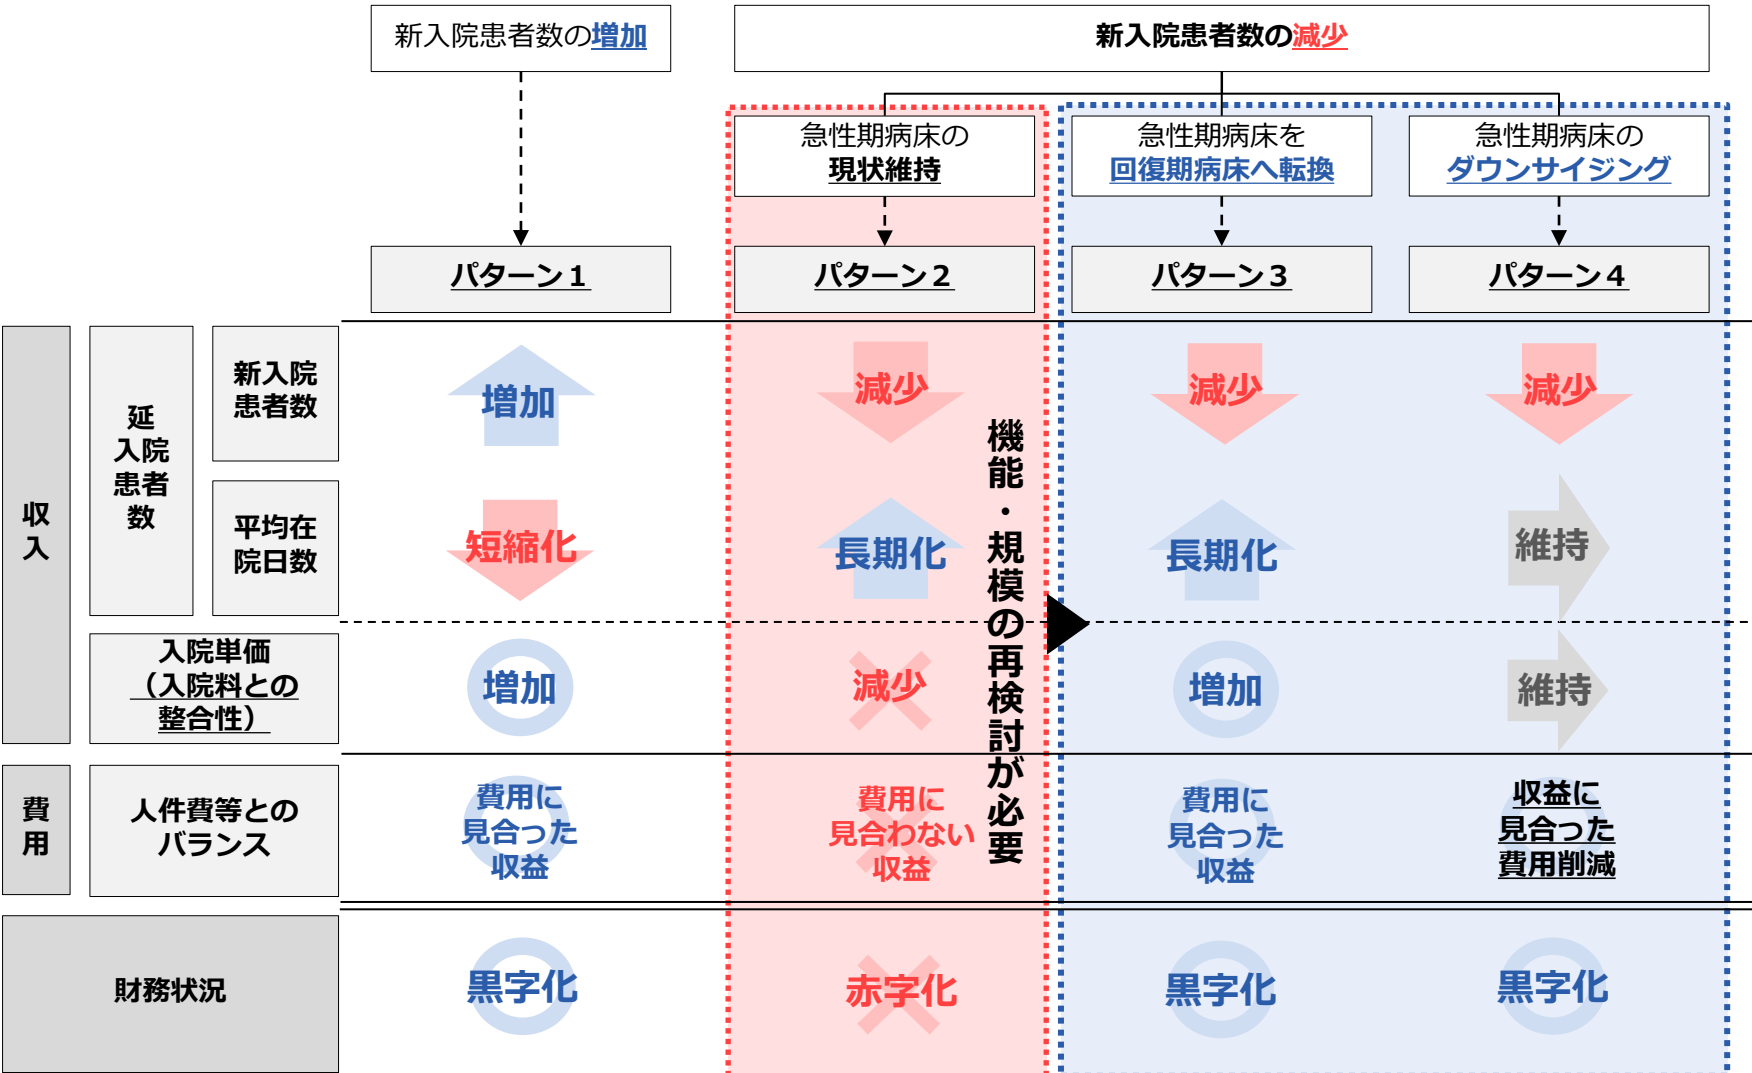 新入院患者数の増加
新入院患者数の減少
急性期病床の
現状維持
急性期病床を
回復期病床へ転換
急性期病床の
ダウンサイジング
パターン１
パターン２
パターン３
パターン４
収
入
延
入院
患者
数
新入院
患者数
増加
減少
減少
減少
平均在
院日数
短縮化
長期化
長期化
維持
入院単価
（入院料との
整合性）
増加
減少
増加
維持
機能・規模の再検討が必要
費
用
人件費等との
バランス
費用に
見合った
収益
費用に
見合わない
収益
費用に
見合った
収益
収益に
見合った
費用削減
財務状況
黒字化
赤字化
黒字化
黒字化